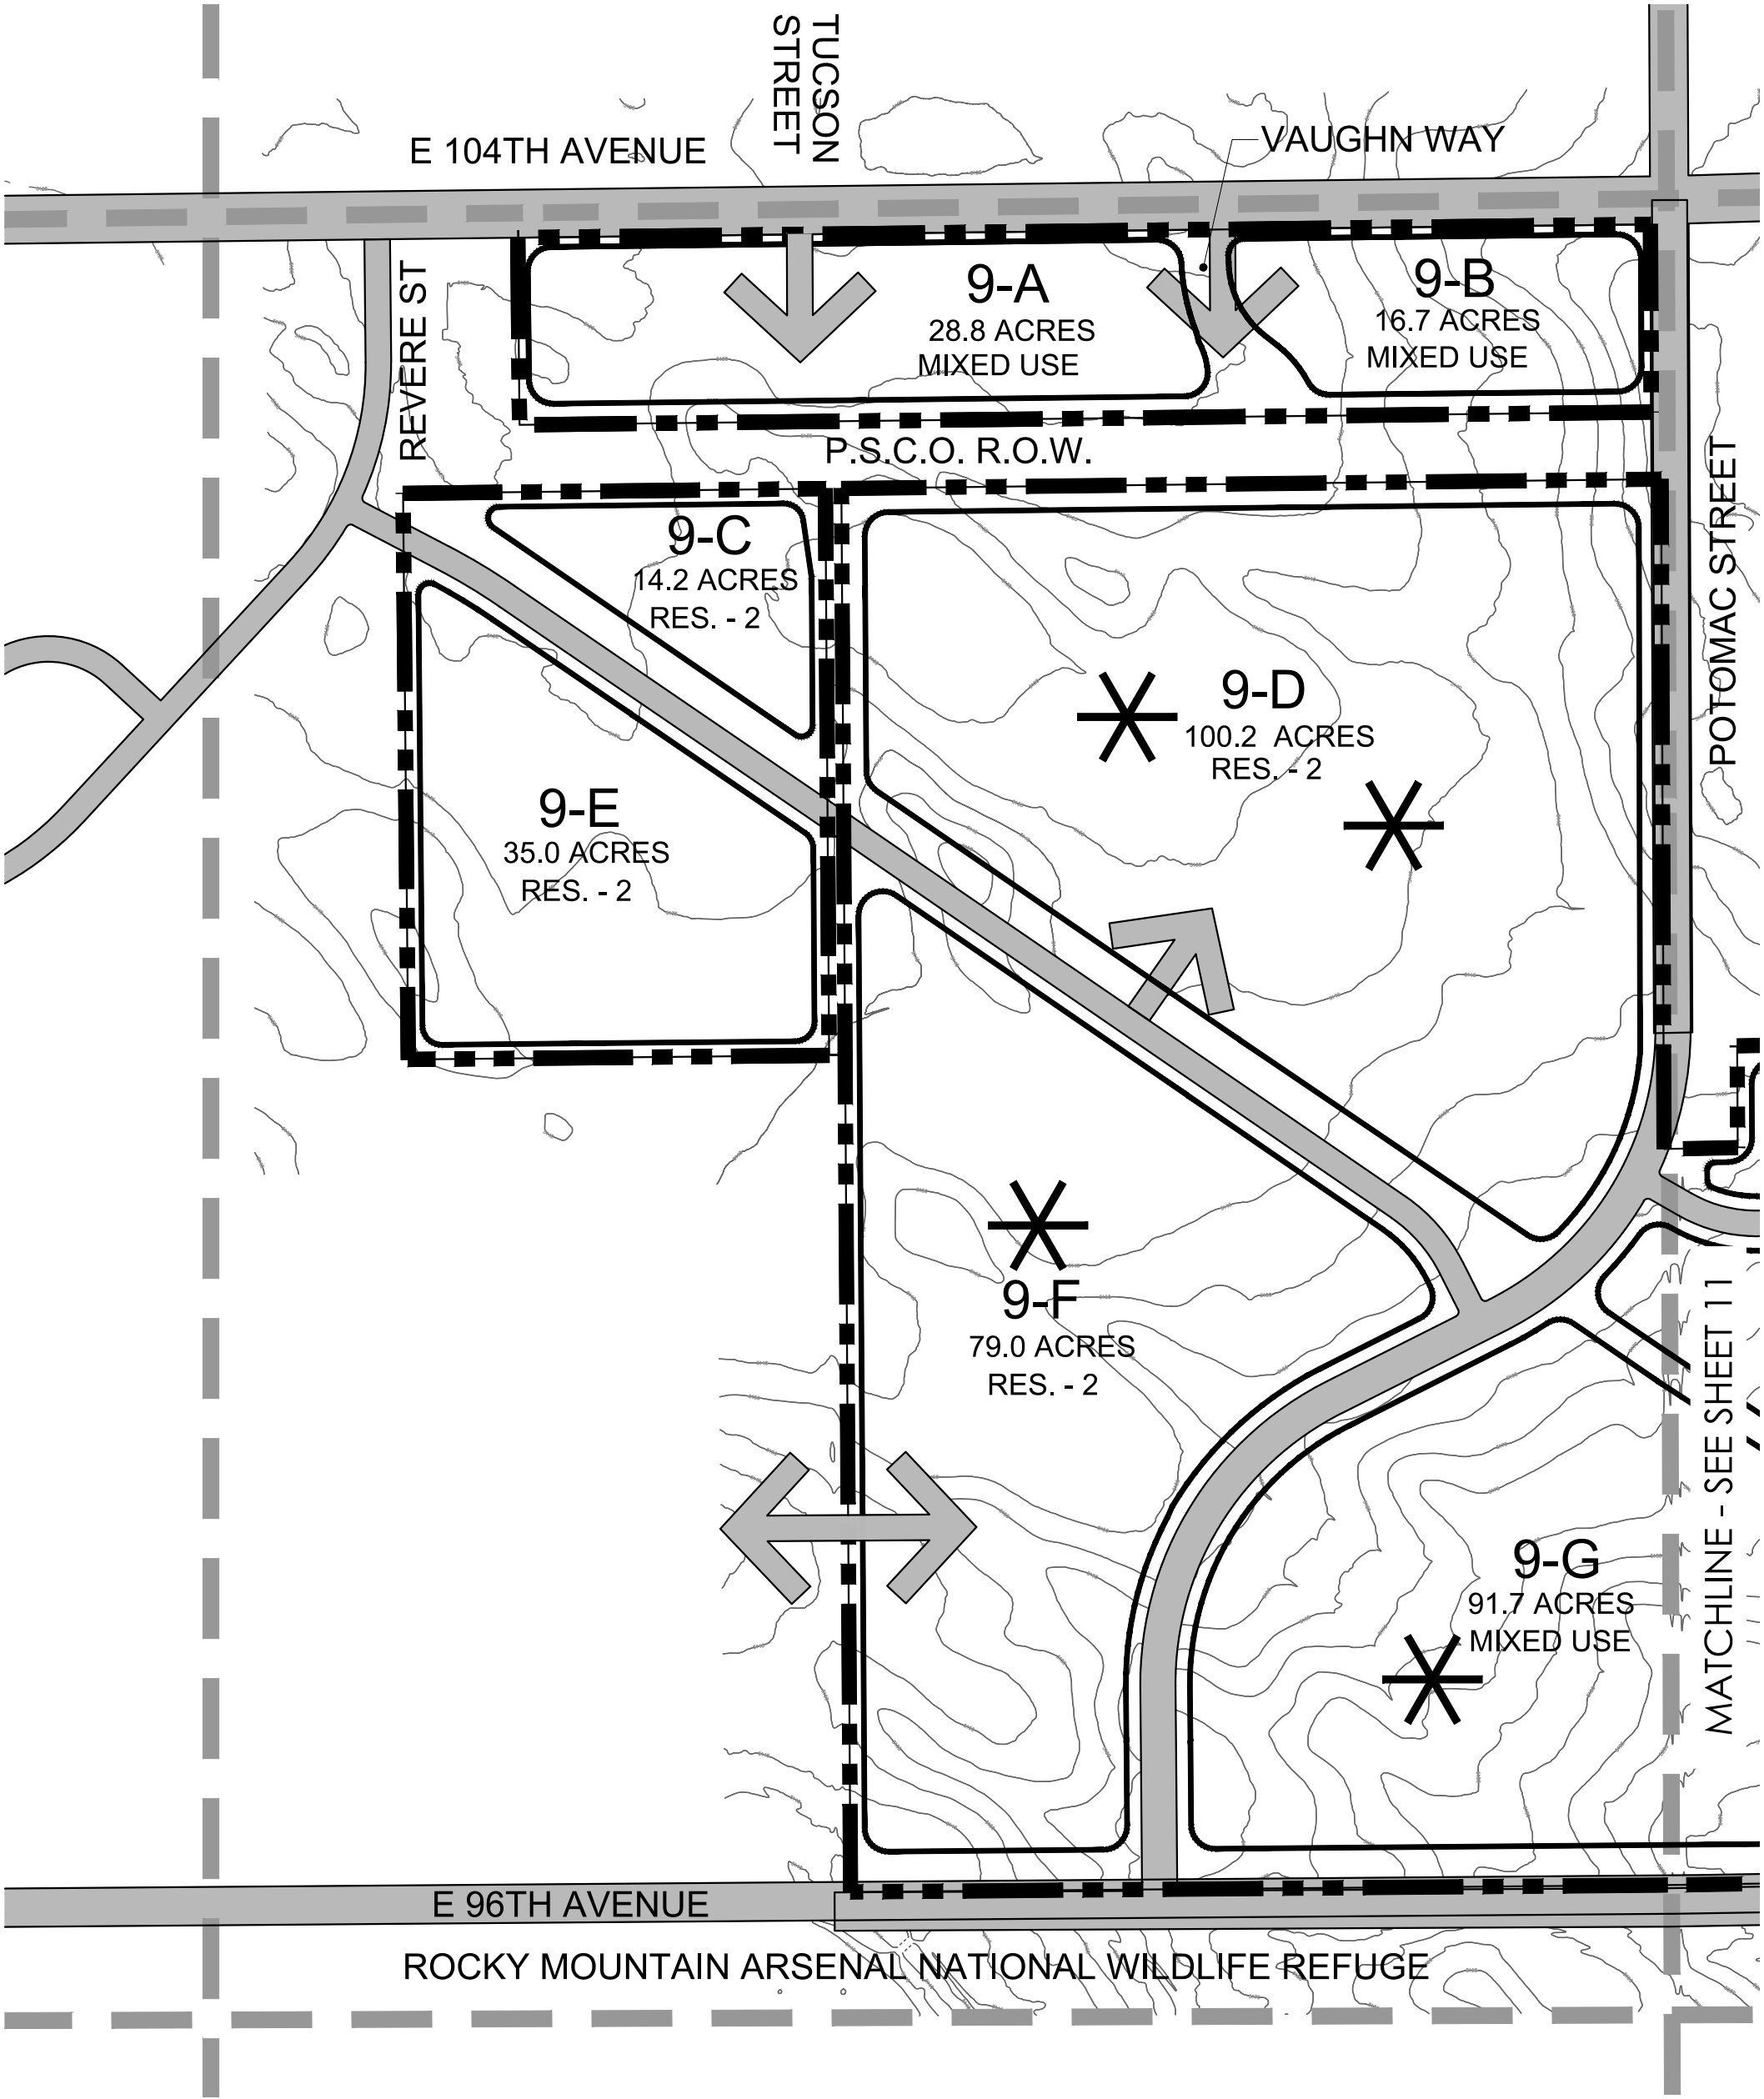 TUCSON
STREET
E 104TH AVENUE
VAUGHN WAY
REVERE ST
9-A
28.8 ACRES
MIXED USE
9-B
16.7 ACRES
MIXED USE
P.S.C.O. R.O.W.
POTOMAC STREET
9-C
14.2 ACRES
RES. - 2
9-D
100.2 ACRES
RES. - 2
9-E
35.0 ACRES
RES. - 2
9-F
79.0 ACRES
RES. - 2
MATCHLINE - SEE SHEET 11
9-G
91.7 ACRES
MIXED USE
E 96TH AVENUE
ROCKY MOUNTAIN ARSENAL NATIONAL WILDLIFE REFUGE